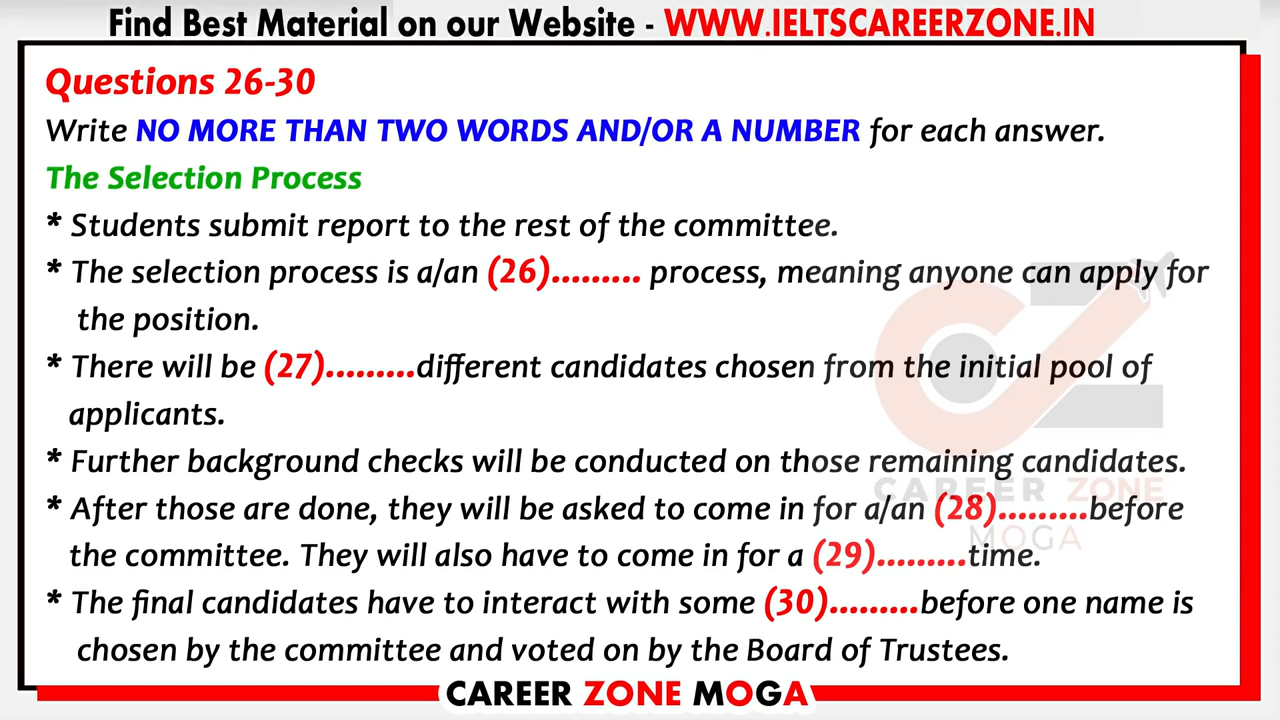 Find Best Material on our Website - WWW.IELTSCAREERZONE.IN
Questions 26-30
Write NO MORE THAN TWO WORDS AND/OR A NUMBER for each answer.
The Selection Process
* Students submit report to the rest of the committee.
* The selection process is a/an (26)......... process, meaning anyone can apply for
the position.
* There will be (27).........different candidates chosen from the initial pool of
applicants.
* Further background checks will be conducted on those remaining candidates.
CAREER ZONE
* After those are done, they will be asked to come in for a/an (28).........before
MOGA
the committee. They will also have to come in for a (29).........time.
* The final candidates have to interact with some (30).........before one name is
chosen by the committee and voted on by the Board of Trustees.
CAREER ZONE MOGA